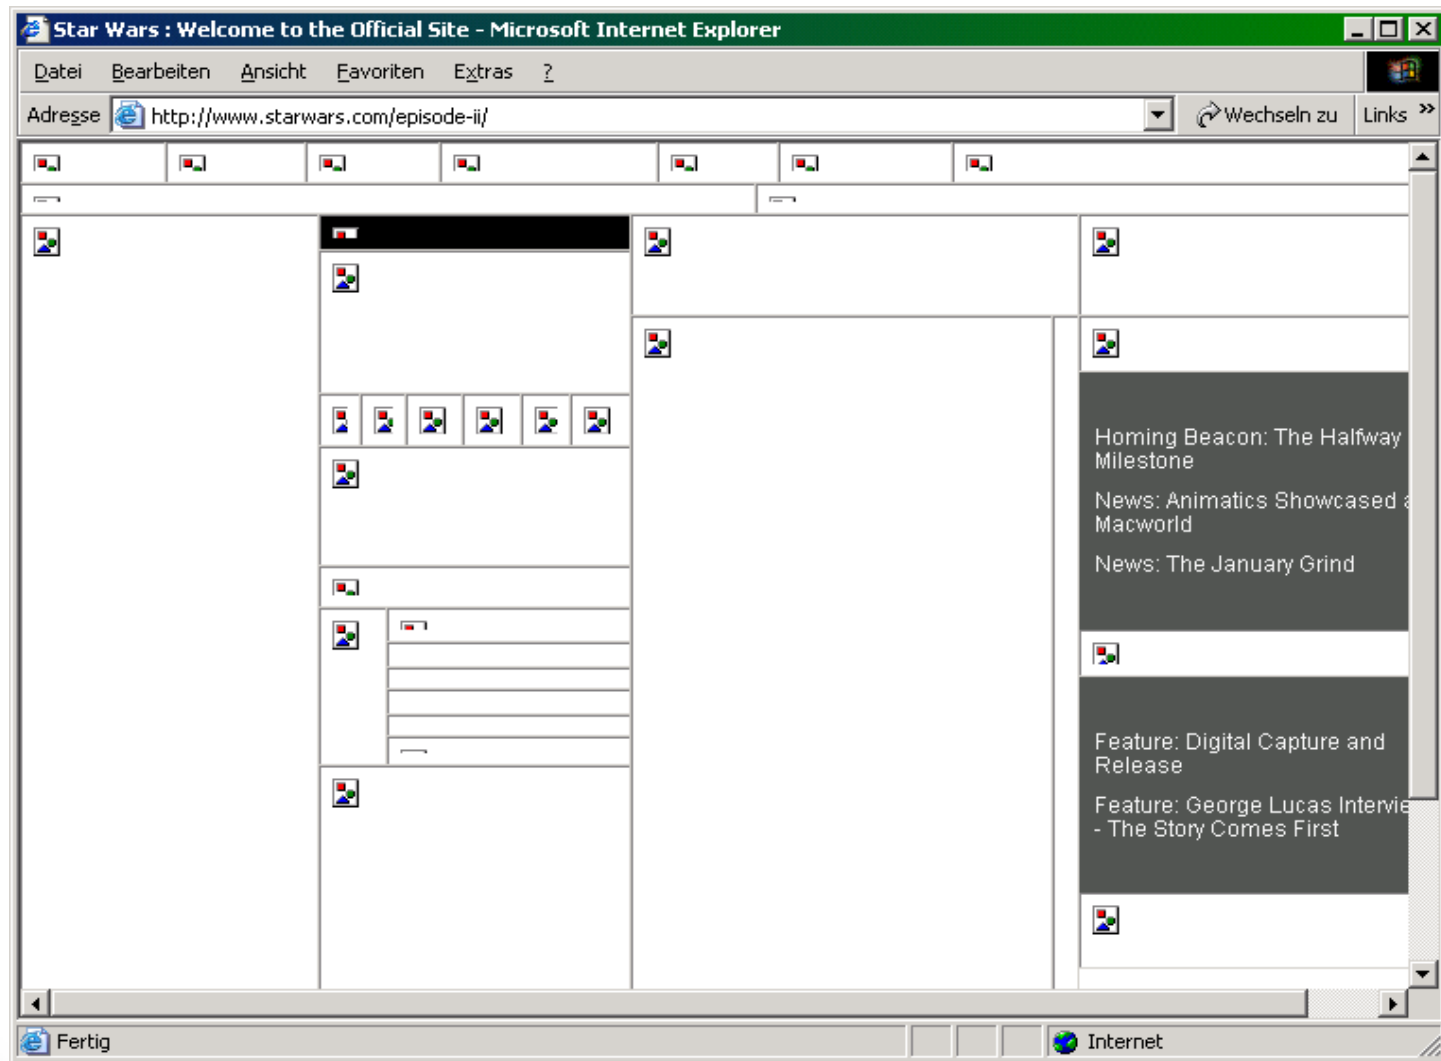 Star Wars : Welcome to the Official Site - Microsoft Internet Explorer
Datei Bearbeiten Ansicht Favoriten Extras ?
Adresse http://www.starwars.com/episode-ii/ Wechseln zu Links »
Homing Beacon: The Halfway
Milestone
News: Animatics Showcased
Macworld
News: The January Grind
Feature: Digital Capture and
Release
Feature: George Lucas Intervie
- The Story Comes First
Fertig Internet